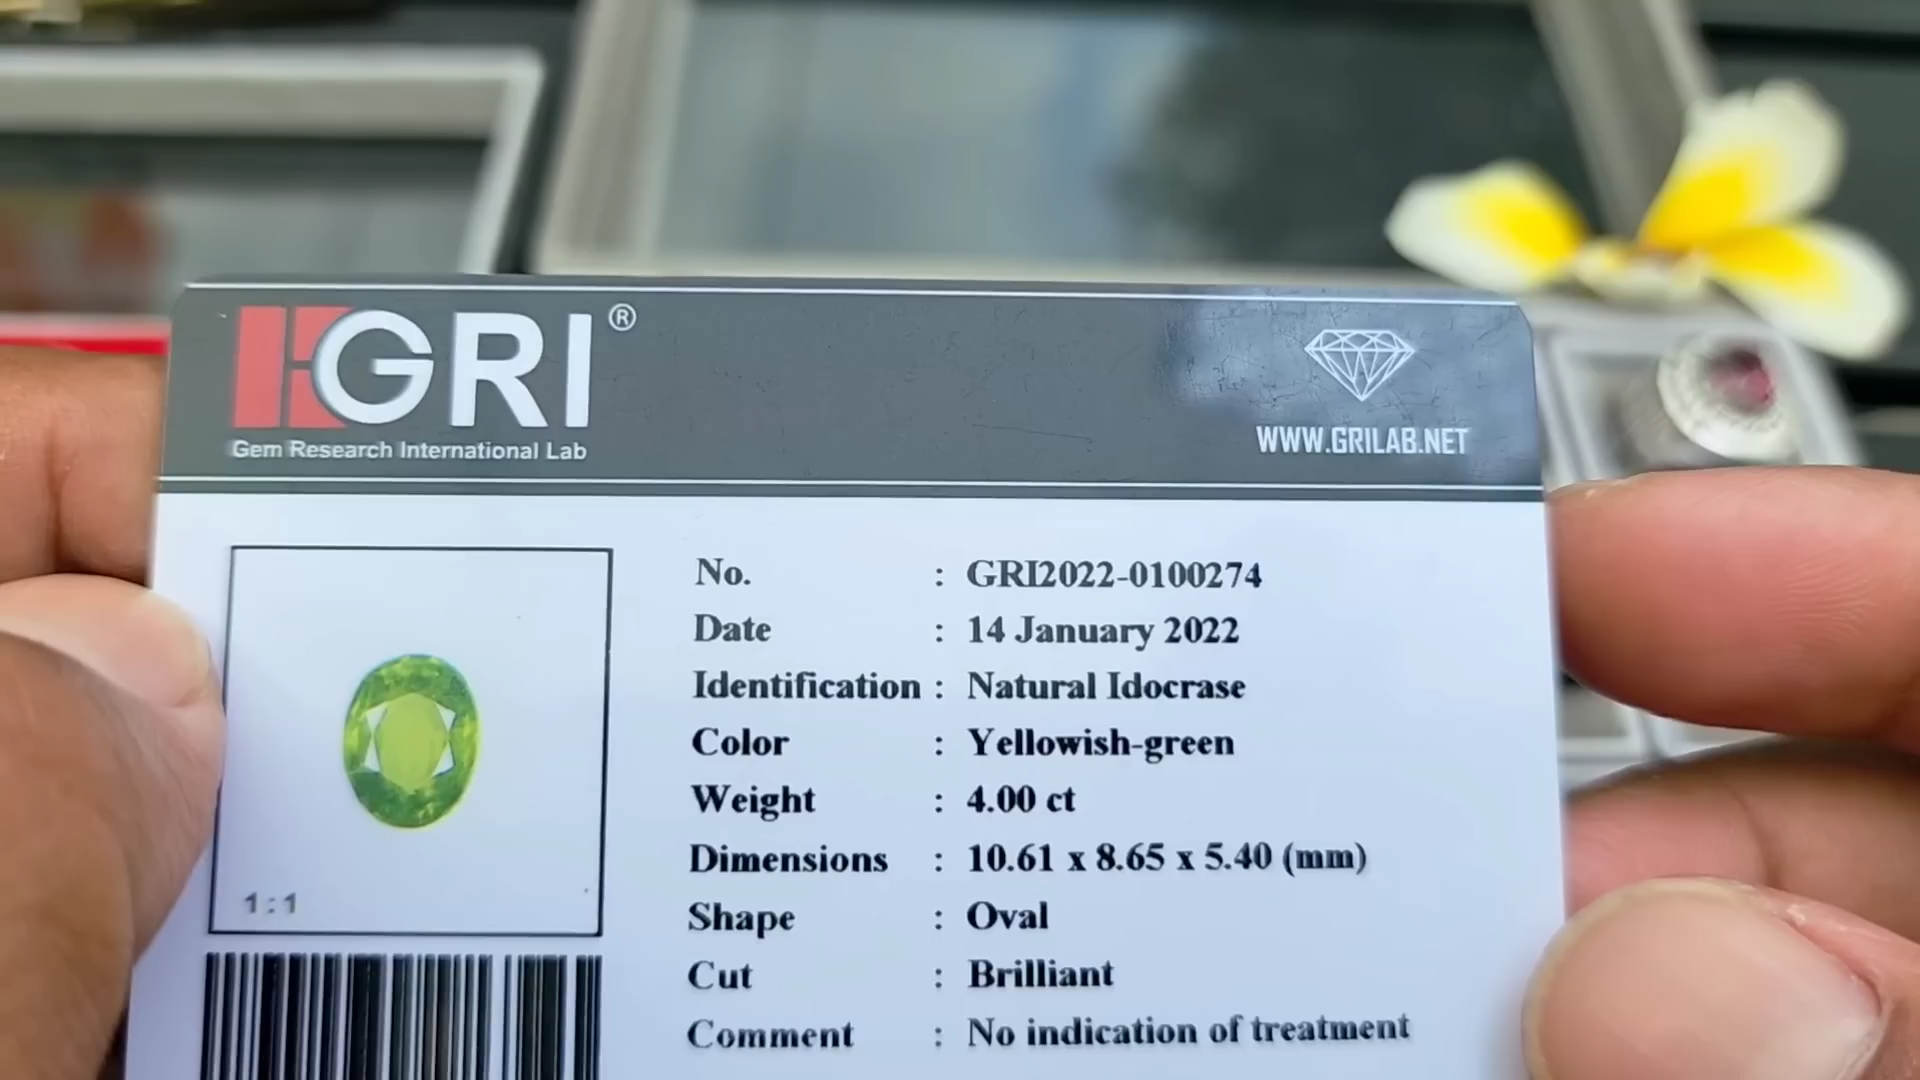 GRI®
Gem Research International Lab
WWW.GRILAB.NET
No. : GRI2022-0100274
Date : 14 January 2022
Identification : Natural Idocrase
Color : Yellowish-green
Weight : 4.00 ct
Dimensions : 10.61 x 8.65 x 5.40 (mm)
Shape : Oval
Cut : Brilliant
Comment : No indication of treatment
1:1